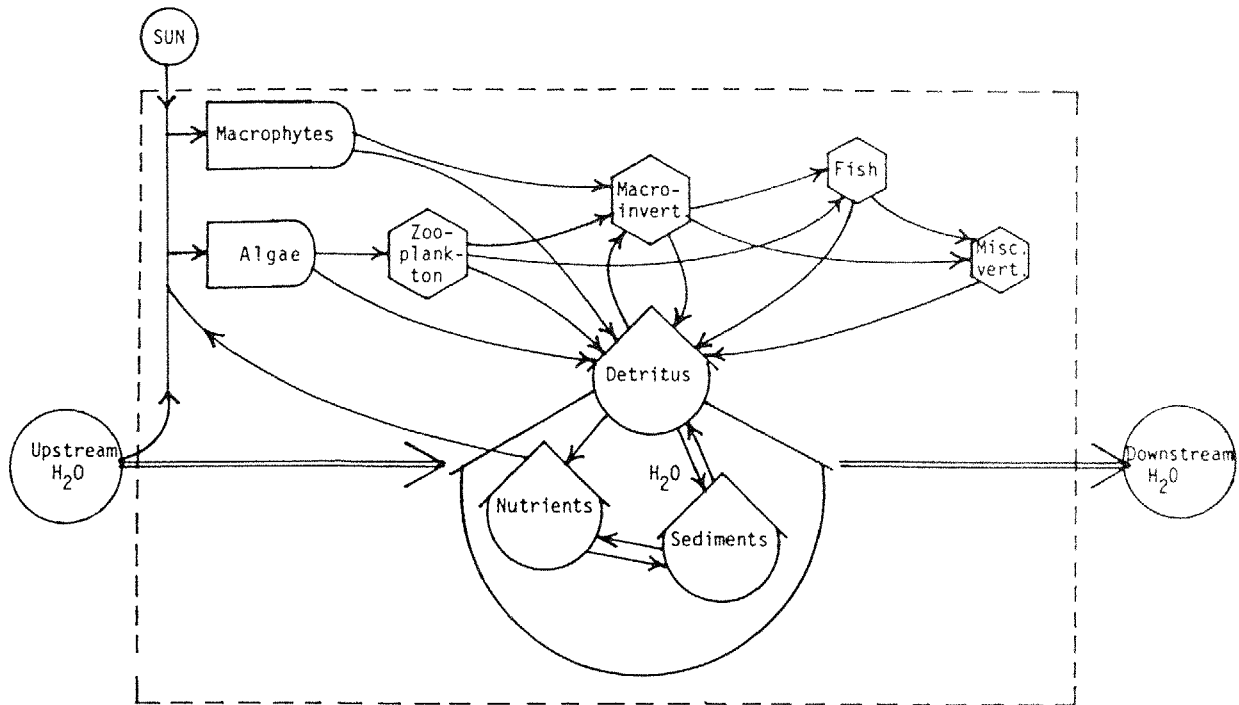 SUN
Macrophytes
Algae
Zoo-
plank-
ton
Macro-
invert.
Fish
Misc.
vert.
Detritus
Upstream
H₂O
H₂O
Nutrients
Sediments
Downstream
H₂O